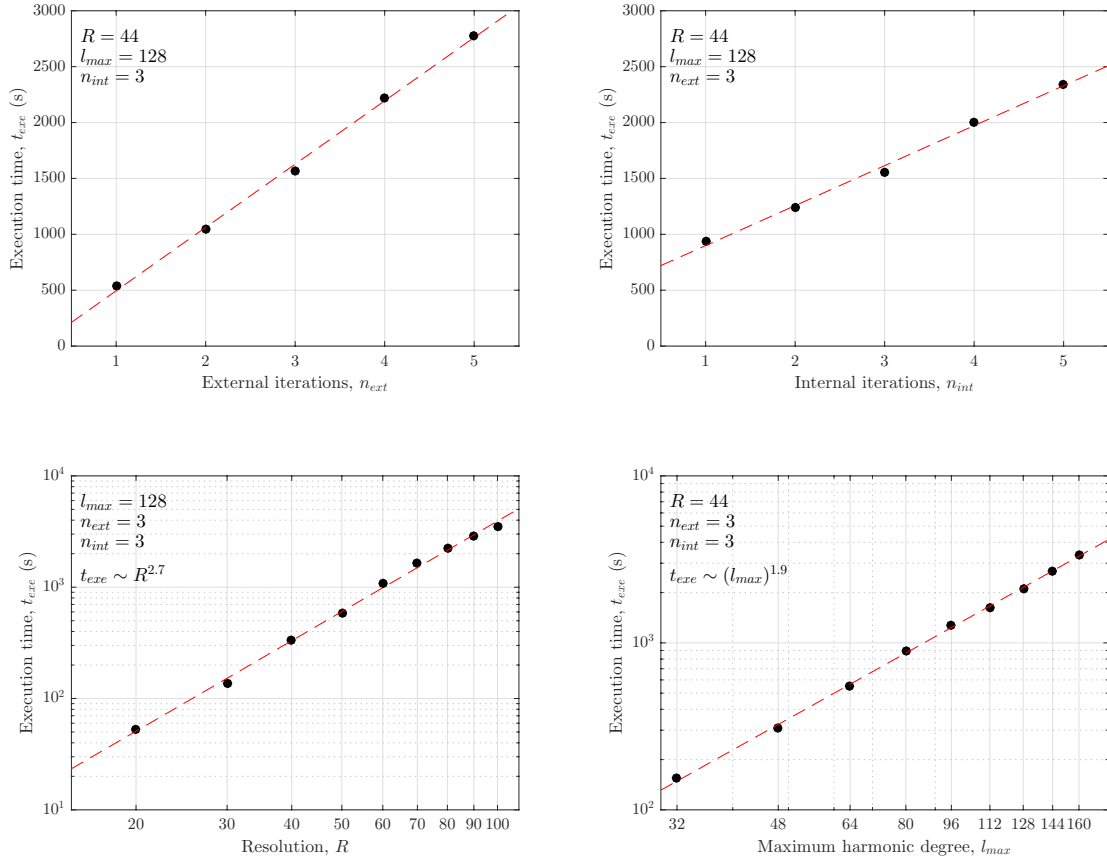 3000
2500
2000
1500
1000
500
0
Execution time, t_exe (s)
R = 44
l_max = 128
n_int = 3
1 2 3 4 5
External iterations, n_ext
3000
2500
2000
1500
1000
500
0
Execution time, t_exe (s)
R = 44
l_max = 128
n_ext = 3
1 2 3 4 5
Internal iterations, n_int
10^4
10^3
10^2
10^1
Execution time, t_exe (s)
l_max = 128
n_ext = 3
n_int = 3
t_exe ∼ R^2.7
20 30 40 50 60 70 80 90 100
Resolution, R
10^4
10^3
10^2
Execution time, t_exe (s)
R = 44
n_ext = 3
n_int = 3
t_exe ∼ (l_max)^1.9
32 48 64 80 96 112 128 144 160
Maximum harmonic degree, l_max